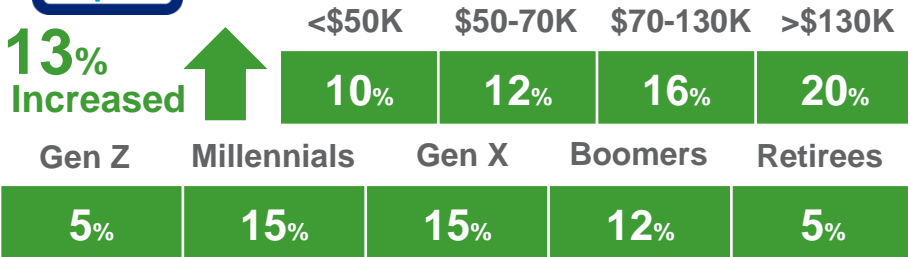 <$50K $50-70K $70-130K >$130K
13%
Increased
10% 12% 16% 20%
Gen Z Millennials Gen X Boomers Retirees
5% 15% 15% 12% 5%